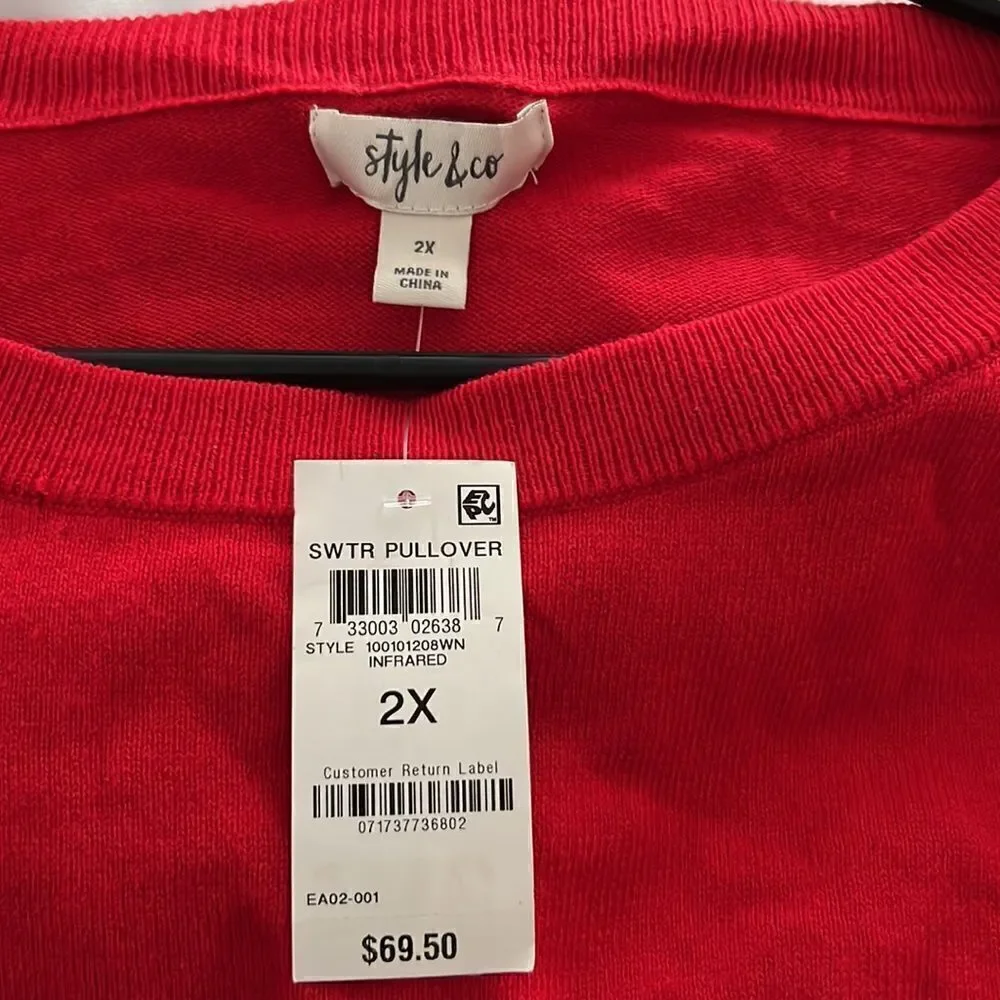 style & co
2X
MADE IN
CHINA
EPC™
SWTR PULLOVER
7 33003 02638 7
STYLE 100101208WN
INFRARED
2X
Customer Return Label
071737736802
EA02-001
$69.50